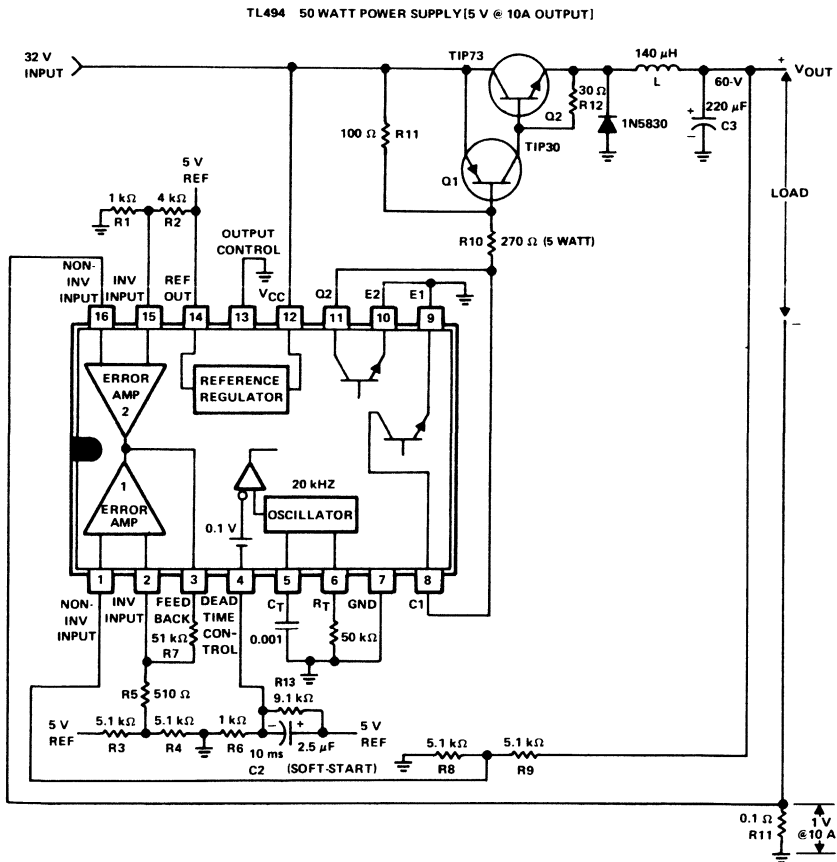 TL494 50 WATT POWER SUPPLY [5 V @ 10A OUTPUT]
32 V
INPUT
TIP73
140 µH
L
+
VOUT
60-V
30 Ω
R12
Q2
1N5830
+
220 µF
C3
−
100 Ω
R11
TIP30
Q1
5 V
REF
LOAD
1 kΩ
R1
4 kΩ
R2
OUTPUT
CONTROL
R10
270 Ω (5 WATT)
NON-
INV
INPUT
INV
INPUT
REF
OUT
VCC
Q2
E2
E1
16
15
14
13
12
11
10
9
−
ERROR
AMP
2
REFERENCE
REGULATOR
1
ERROR
AMP
20 kHZ
OSCILLATOR
0.1 V
1
2
3
4
5
6
7
8
NON-
INV
INPUT
INV
INPUT
FEED
BACK
DEAD
TIME
CON-
TROL
CT
RT
GND
C1
51 kΩ
R7
0.001
50 kΩ
R5
510 Ω
R13
9.1 kΩ
5 V
REF
5.1 kΩ
R3
5.1 kΩ
R4
1 kΩ
R6
−
+
10 ms
C2
2.5 µF
(SOFT-START)
5 V
REF
5.1 kΩ
R8
5.1 kΩ
R9
0.1 Ω
R11
1 V
@10 A